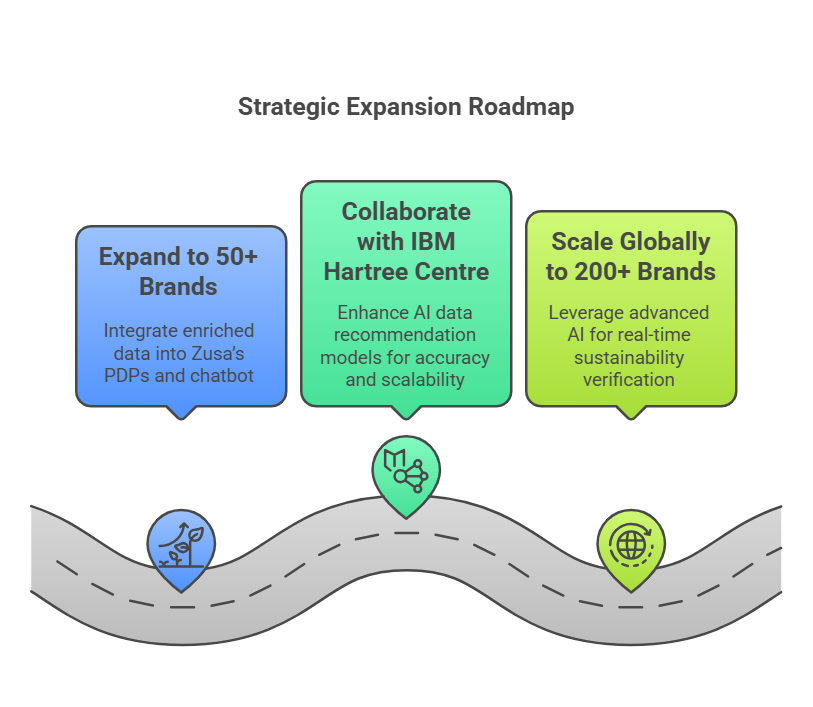 Strategic Expansion Roadmap
Expand to 50+
Brands
Integrate enriched
data into Zusa's
PDPs and chatbot
Collaborate
with IBM
Hartree Centre
Enhance AI data
recommendation
models for accuracy
and scalability
Scale Globally
to 200+ Brands
Leverage advanced
AI for real-time
sustainability
verification